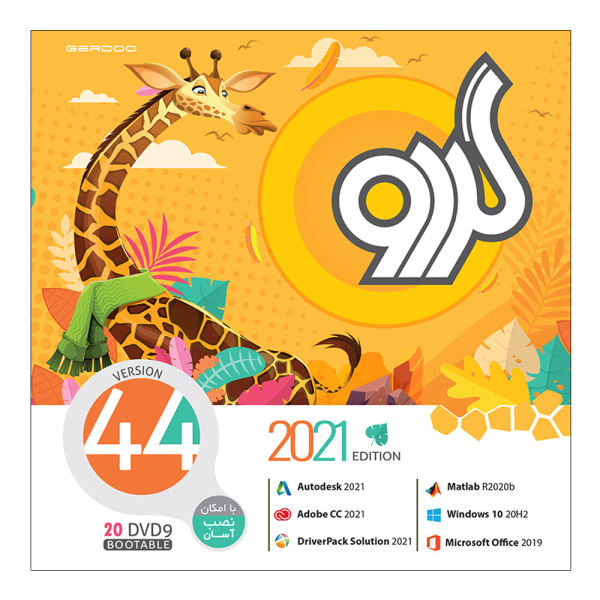 GERDOO
گردو
VERSION
44
20 DVD9
BOOTABLE
با امکان
نصب
آسان
2021
EDITION
Autodesk 2021
Adobe CC 2021
DriverPack Solution 2021
Matlab R2020b
Windows 10 20H2
Microsoft Office 2019